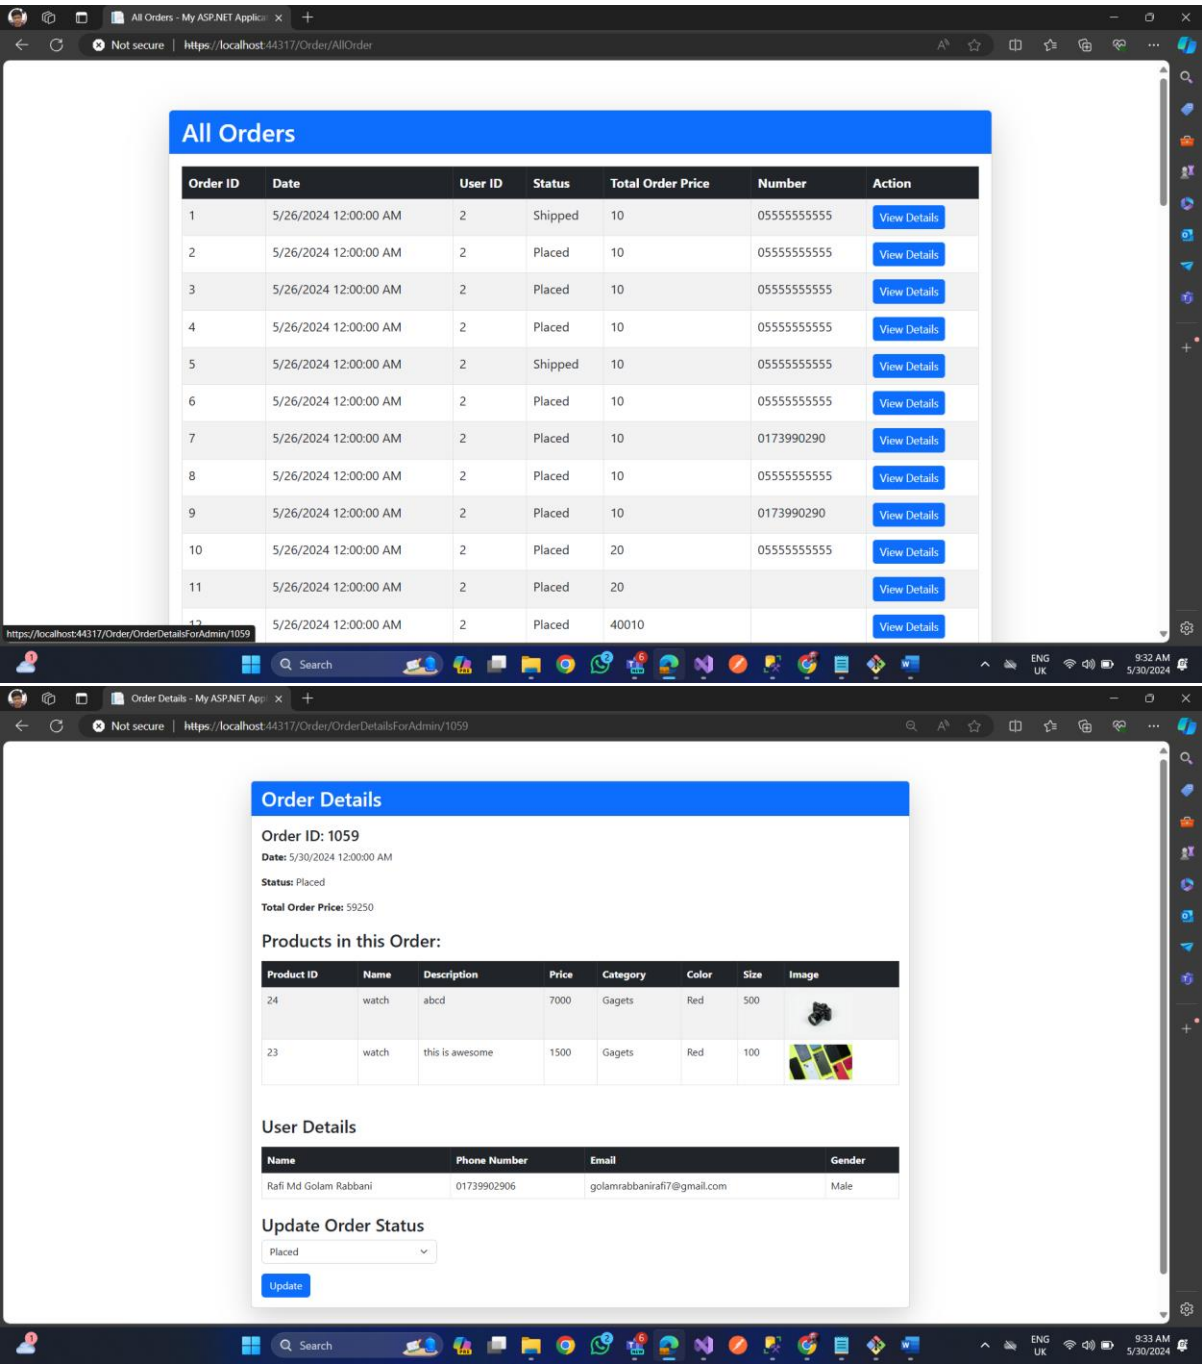 All Orders - My ASP.NET Applicat
Not secure | https://localhost:44317/Order/AllOrder
All Orders
Order ID Date User ID Status Total Order Price Number Action
1 5/26/2024 12:00:00 AM 2 Shipped 10 05555555555 View Details
2 5/26/2024 12:00:00 AM 2 Placed 10 05555555555 View Details
3 5/26/2024 12:00:00 AM 2 Placed 10 05555555555 View Details
4 5/26/2024 12:00:00 AM 2 Placed 10 05555555555 View Details
5 5/26/2024 12:00:00 AM 2 Shipped 10 05555555555 View Details
6 5/26/2024 12:00:00 AM 2 Placed 10 05555555555 View Details
7 5/26/2024 12:00:00 AM 2 Placed 10 0173990290 View Details
8 5/26/2024 12:00:00 AM 2 Placed 10 05555555555 View Details
9 5/26/2024 12:00:00 AM 2 Placed 10 0173990290 View Details
10 5/26/2024 12:00:00 AM 2 Placed 20 05555555555 View Details
11 5/26/2024 12:00:00 AM 2 Placed 20 View Details
12 5/26/2024 12:00:00 AM 2 Placed 40010 View Details
https://localhost:44317/Order/OrderDetailsForAdmin/1059
Search ENG 9:32 AM
UK 5/30/2024
Order Details - My ASP.NET App
Not secure | https://localhost:44317/Order/OrderDetailsForAdmin/1059
Order Details
Order ID: 1059
Date: 5/30/2024 12:00:00 AM
Status: Placed
Total Order Price: 59250
Products in this Order:
Product ID Name Description Price Category Color Size Image
24 watch abcd 7000 Gagets Red 500
23 watch this is awesome 1500 Gagets Red 100
User Details
Name Phone Number Email Gender
Rafi Md Golam Rabbani 01739902906 golamrabbanirafi7@gmail.com Male
Update Order Status
Placed
Update
Search ENG 9:33 AM
UK 5/30/2024